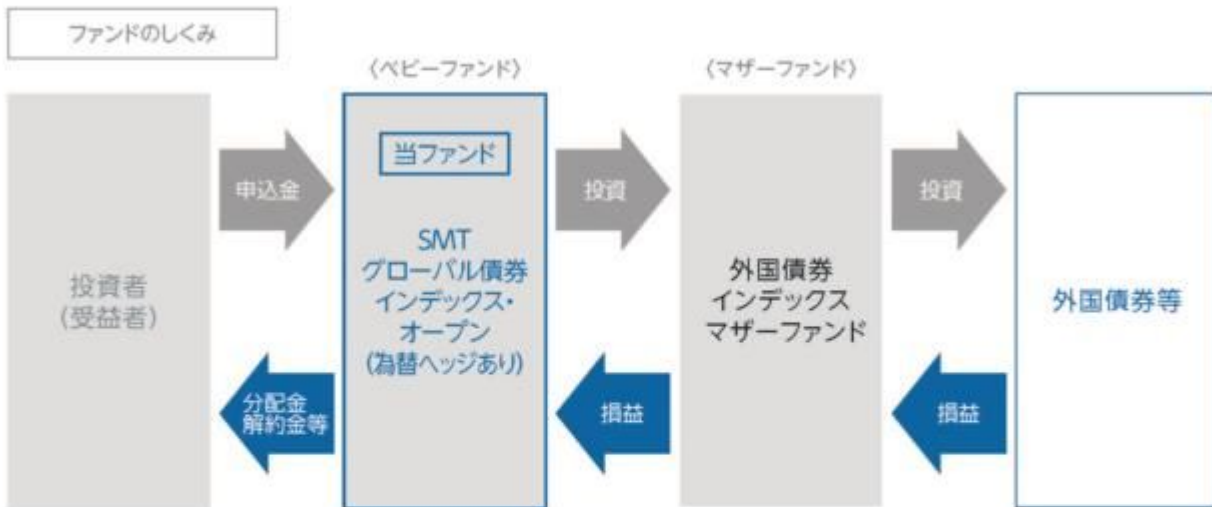 ファンドのしくみ
〈ベビーファンド〉
〈マザーファンド〉
投資者
(受益者)
申込金
分配金
解約金等
当ファンド
SMT
グローバル債券
インデックス・
オープン
(為替ヘッジあり)
投資
損益
外国債券
インデックス
マザーファンド
投資
損益
外国債券等